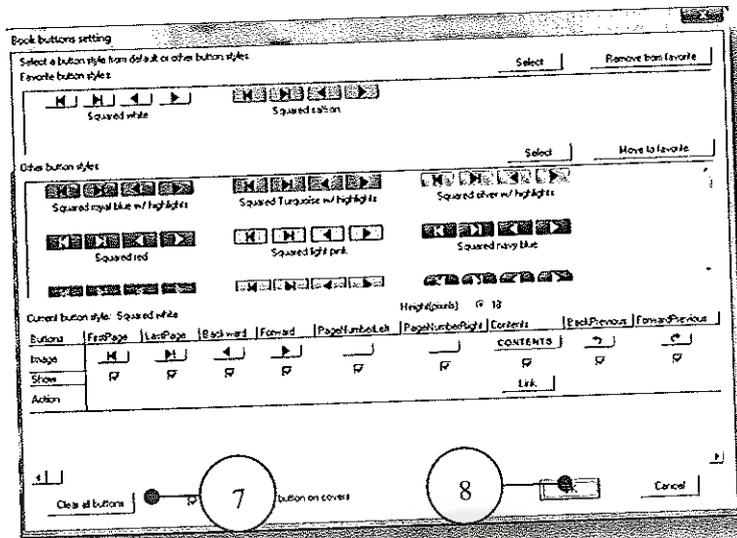 Book buttons setting
Select a button style from default or other button styles
Favorite button styles
Select
Remove from favorite
Squared white
Squared saffron
Other button styles
Select
Move to favorite
Squared royal blue w/ highlights
Squared Turquoise w/ highlights
Squared silver w/ highlights
Squared red
Squared light pink
Squared navy blue
Current button style: Squared white
Height(pixels) 18
Buttons FirstPage LastPage Backward Forward PageNumberLeft PageNumberRight Contents BackPrevious ForwardPrevious
Image CONTENTS
Show
Action Link
Clear all buttons
7
button on covers
8
Cancel